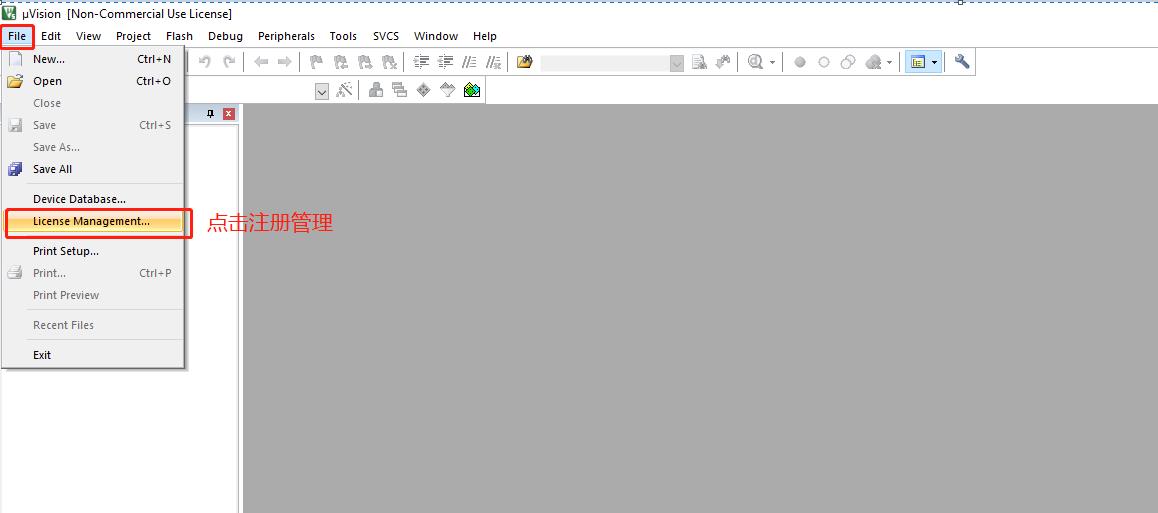 µVision [Non-Commercial Use License]
File Edit View Project Flash Debug Peripherals Tools SVCS Window Help
New... Ctrl+N
Open Ctrl+O
Close
Save Ctrl+S
Save As...
Save All
Device Database...
License Management...
点击注册管理
Print Setup...
Print... Ctrl+P
Print Preview
Recent Files
Exit